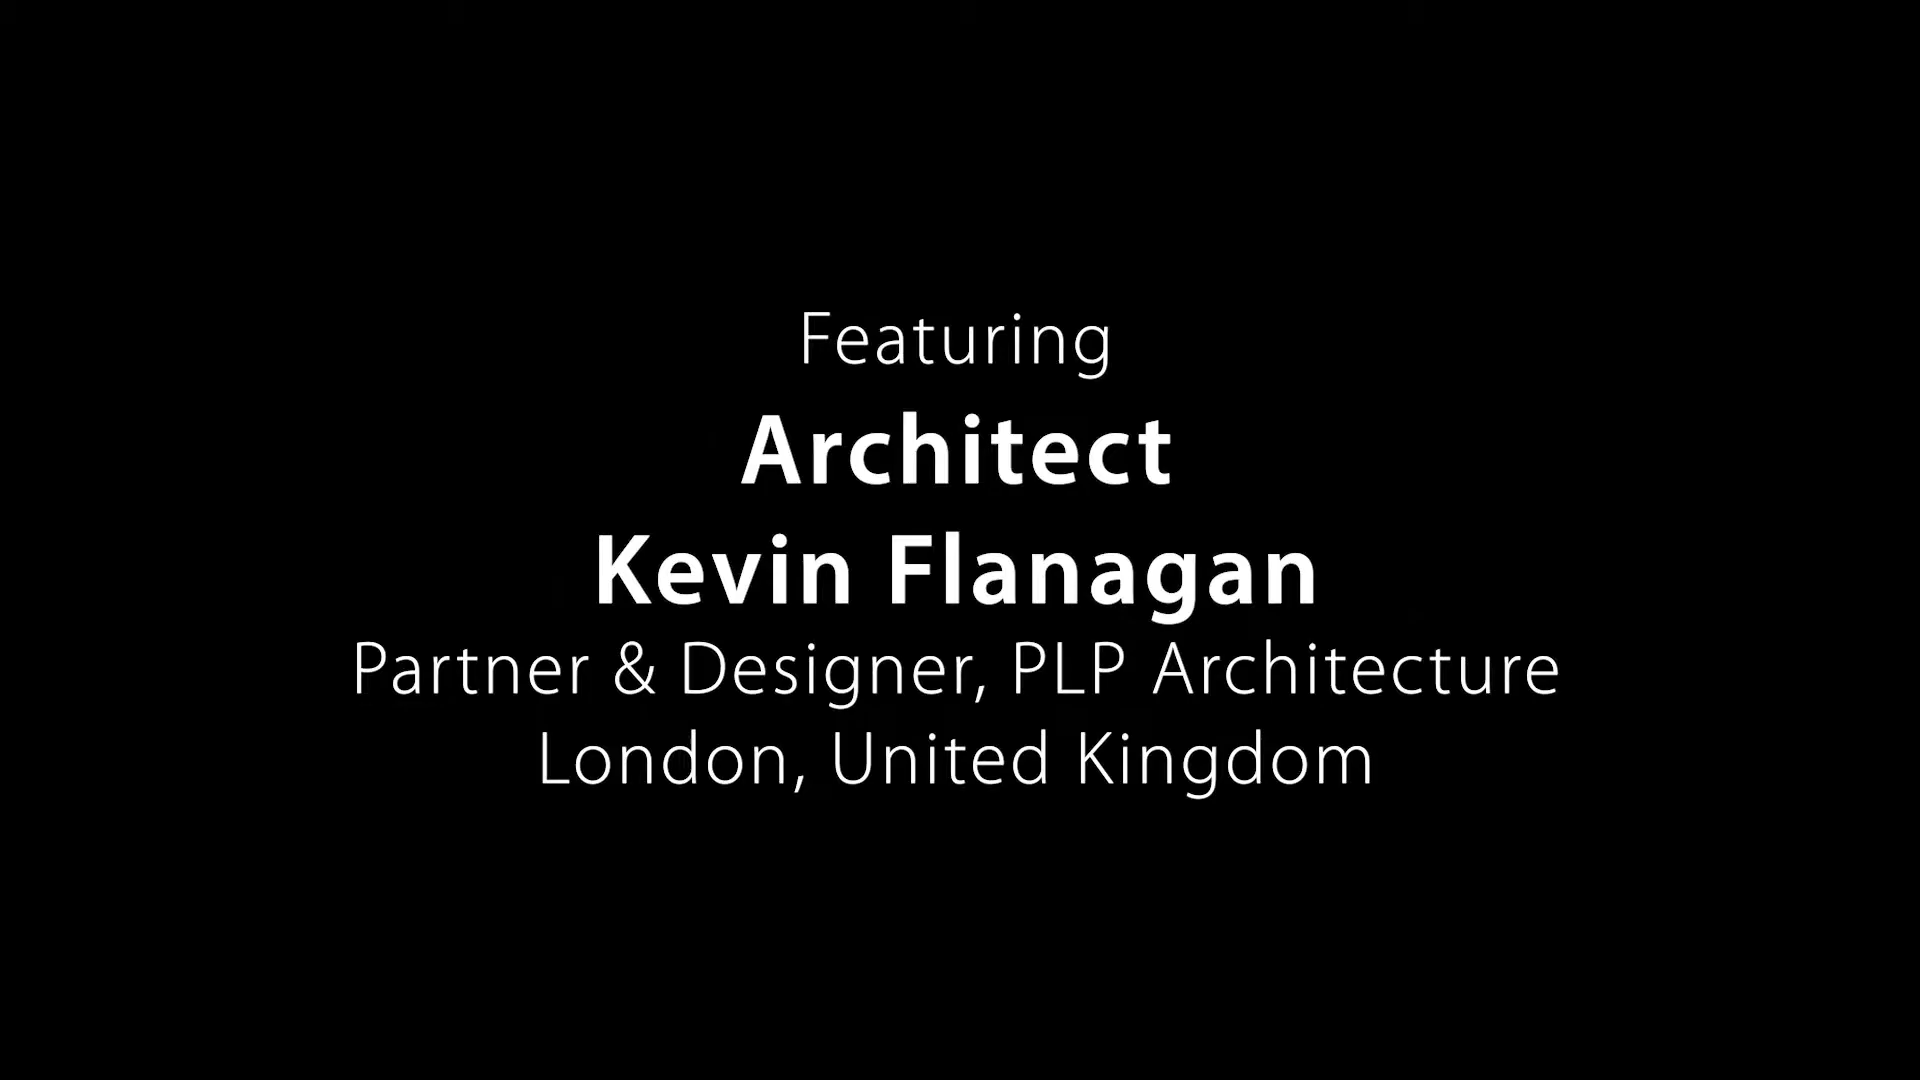 Featuring
Architect
Kevin Flanagan
Partner & Designer, PLP Architecture
London, United Kingdom